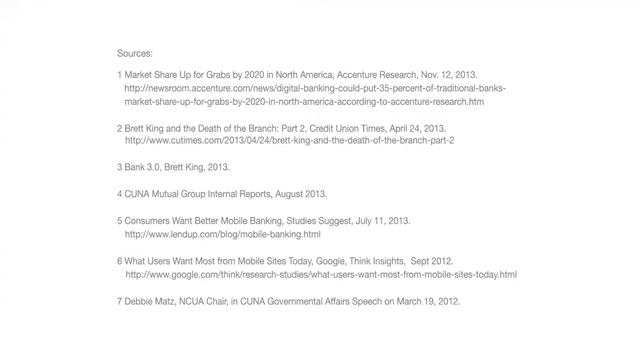 Sources:
1 Market Share Up for Grabs by 2020 in North America, Accenture Research, Nov. 12, 2013.
http://newsroom.accenture.com/news/digital-banking-could-put-35-percent-of-traditional-banks-
market-share-up-for-grabs-by-2020-in-north-america-according-to-accenture-research.htm
2 Brett King and the Death of the Branch: Part 2, Credit Union Times, April 24, 2013.
http://www.cutimes.com/2013/04/24/brett-king-and-the-death-of-the-branch-part-2
3 Bank 3.0, Brett King, 2013.
4 CUNA Mutual Group Internal Reports, August 2013.
5 Consumers Want Better Mobile Banking, Studies Suggest, July 11, 2013.
http://www.lendup.com/blog/mobile-banking.html
6 What Users Want Most from Mobile Sites Today, Google, Think Insights, Sept 2012.
http://www.google.com/think/research-studies/what-users-want-most-from-mobile-sites-today.html
7 Debbie Matz, NCUA Chair, in CUNA Governmental Affairs Speech on March 19, 2012.